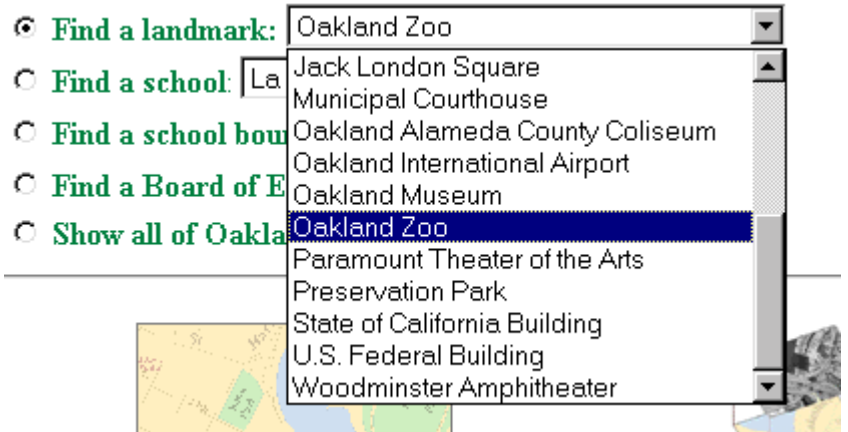 Find a landmark: Oakland Zoo
Jack London Square
Find a school: La
Municipal Courthouse
Find a school bou
Oakland Alameda County Coliseum
Oakland International Airport
Find a Board of E
Oakland Museum
Show all of Oakla
Oakland Zoo
Paramount Theater of the Arts
Preservation Park
State of California Building
U.S. Federal Building
Woodminster Amphitheater